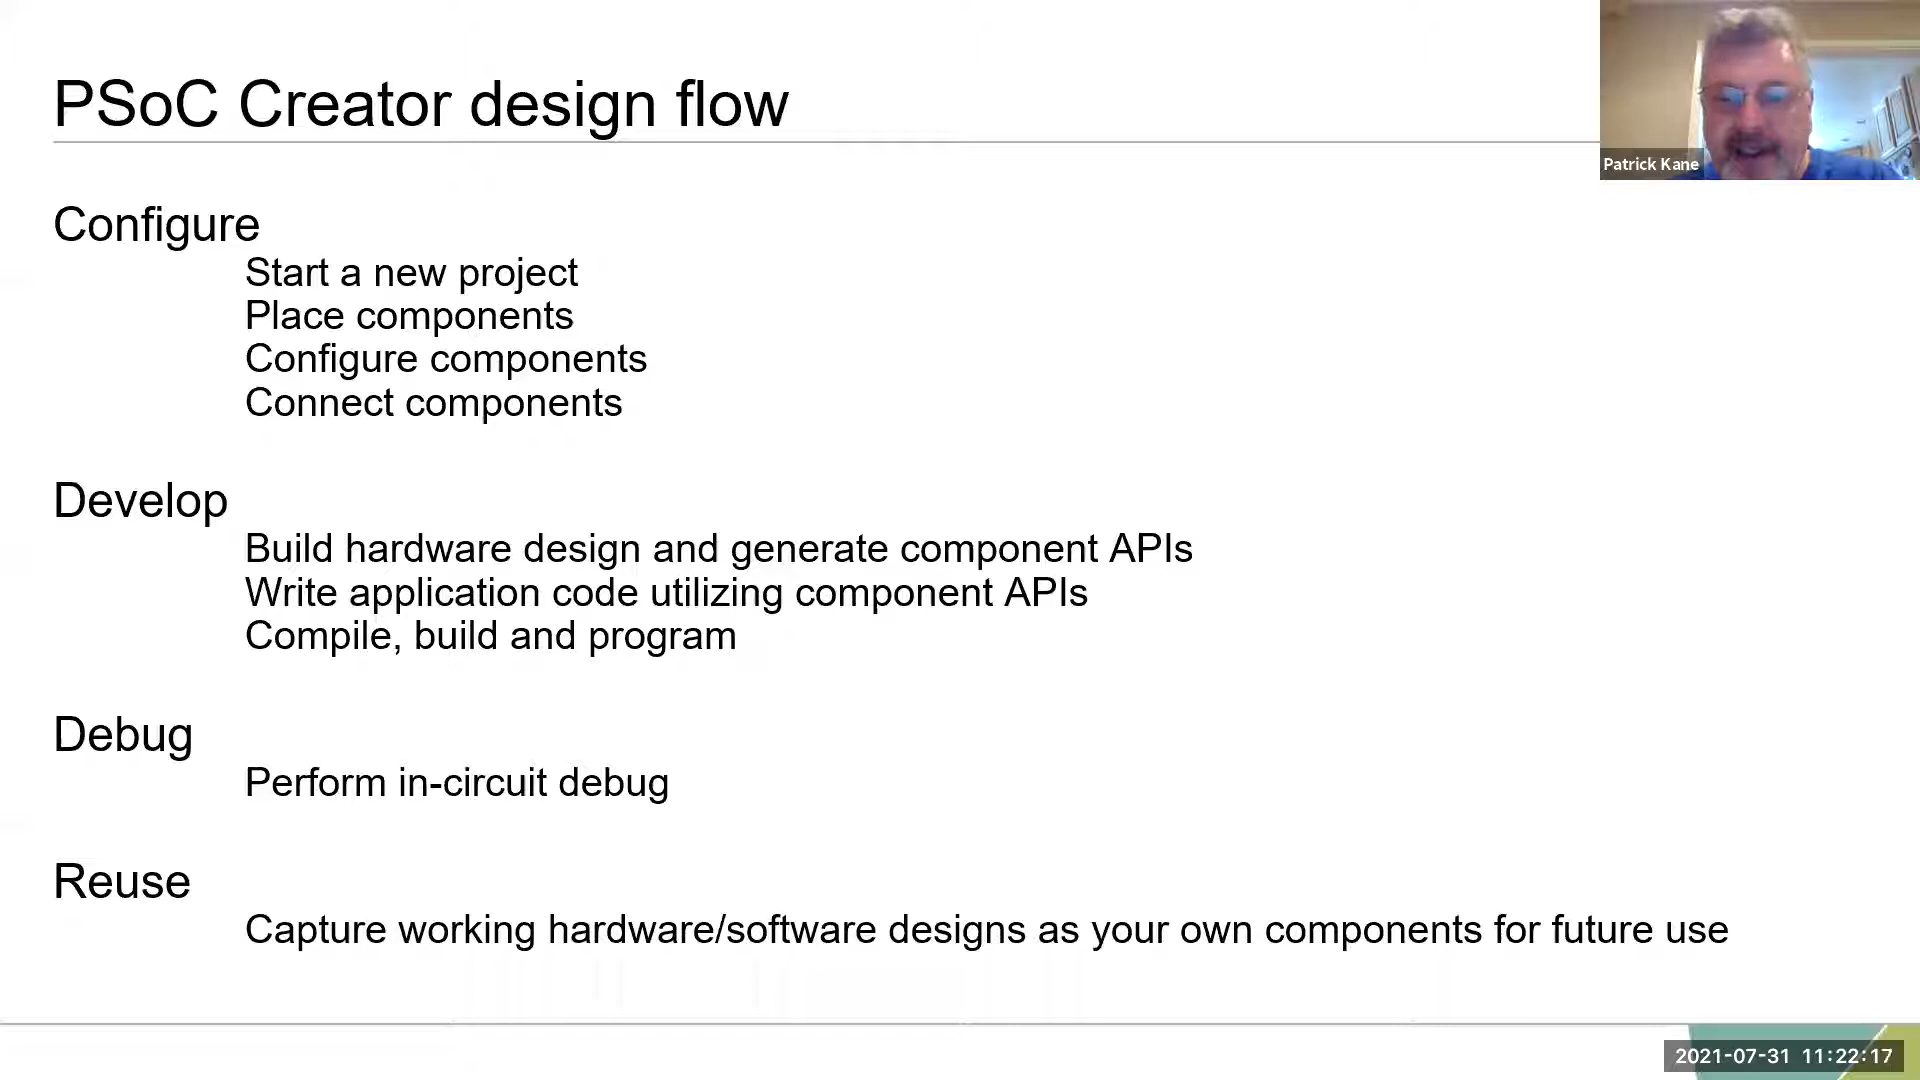 PSoC Creator design flow
Patrick Kane
Configure
Start a new project
Place components
Configure components
Connect components
Develop
Build hardware design and generate component APIs
Write application code utilizing component APIs
Compile, build and program
Debug
Perform in-circuit debug
Reuse
Capture working hardware/software designs as your own components for future use
2021-07-31 11:22:17